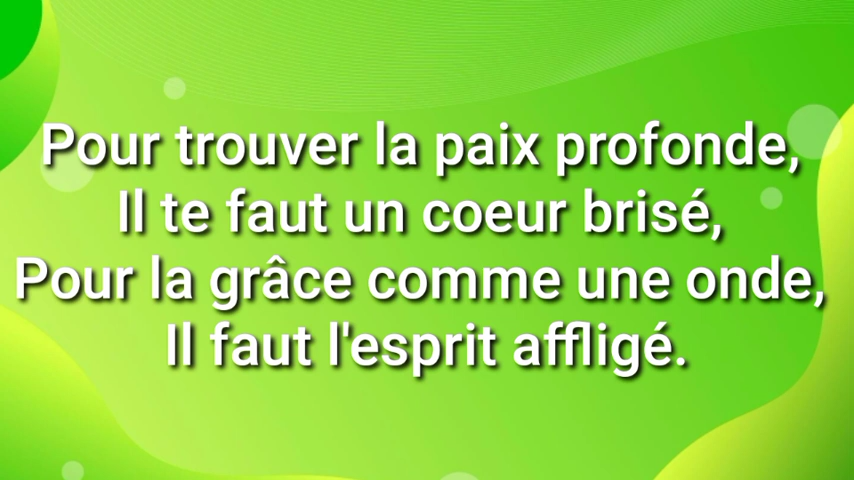 Pour trouver la paix profonde,
Il te faut un coeur brisé,
Pour la grâce comme une onde,
Il faut l'esprit affligé.